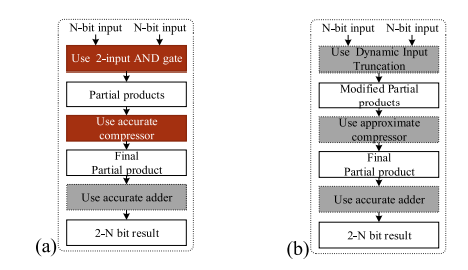 N-bit input N-bit input
Use 2-input AND gate
Partial products
Use accurate
compressor
Final
Partial product
Use accurate adder
2-N bit result
(a)
N-bit input N-bit input
Use Dynamic Input
Truncation
Modified Partial
products
Use approximate
compressor
Final
Partial product
Use accurate adder
2-N bit result
(b)